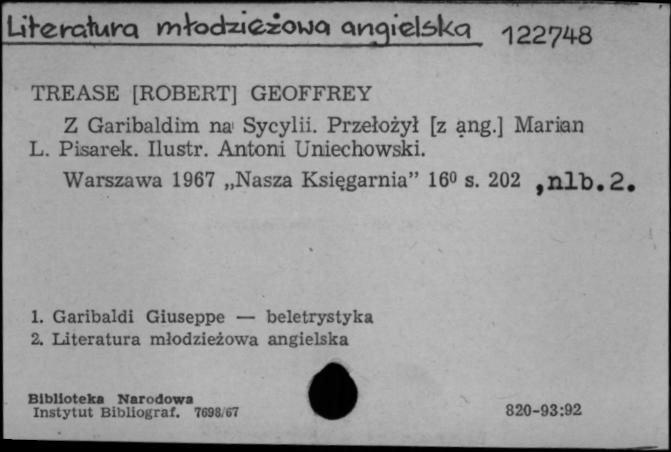 Literatura młodzieżowa angielska 122748
TREASE [ROBERT] GEOFFREY
Z Garibaldim na Sycylii. Przełożył [z ang.] Marian
L. Pisarek. Ilustr. Antoni Uniechowski.
Warszawa 1967 „Nasza Księgarnia” 16⁰ s. 202 ,nlb.2.
1. Garibaldi Giuseppe — beletrystyka
2. Literatura młodzieżowa angielska
Biblioteka Narodowa
Instytut Bibliograf. 7698/67 820-93:92